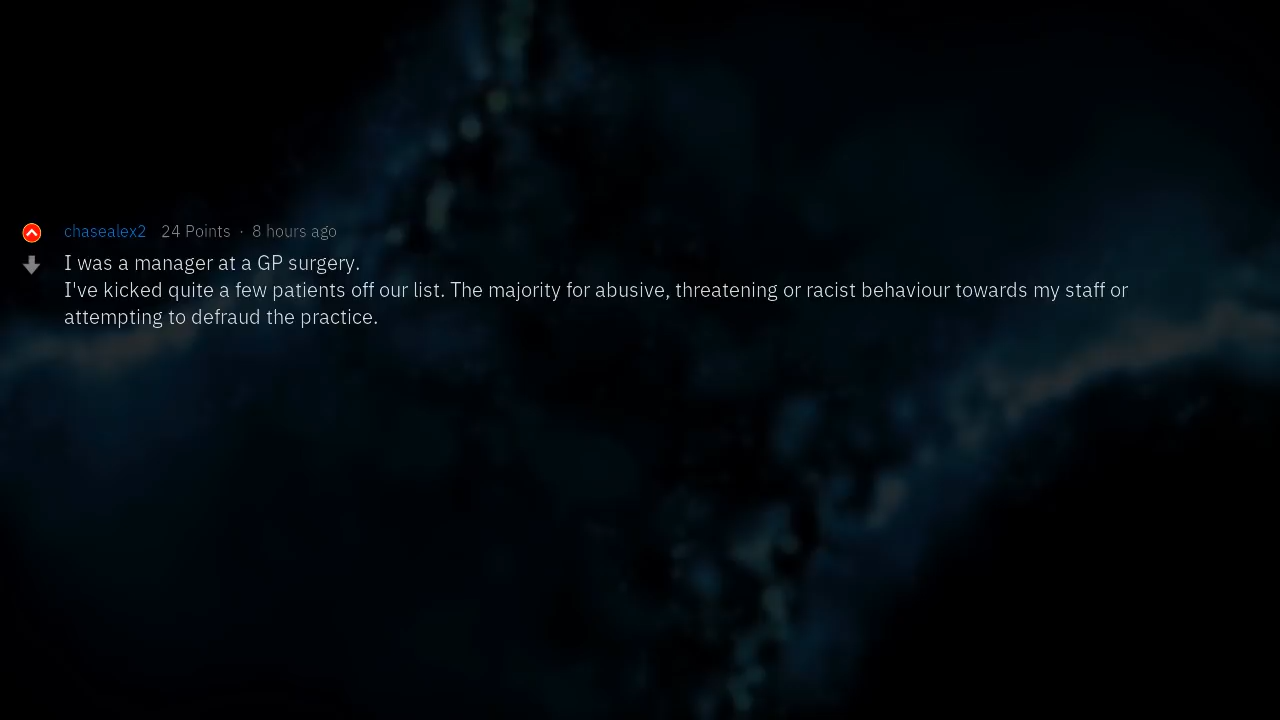 chasealex2 24 Points · 8 hours ago
I was a manager at a GP surgery.
I've kicked quite a few patients off our list. The majority for abusive, threatening or racist behaviour towards my staff or
attempting to defraud the practice.